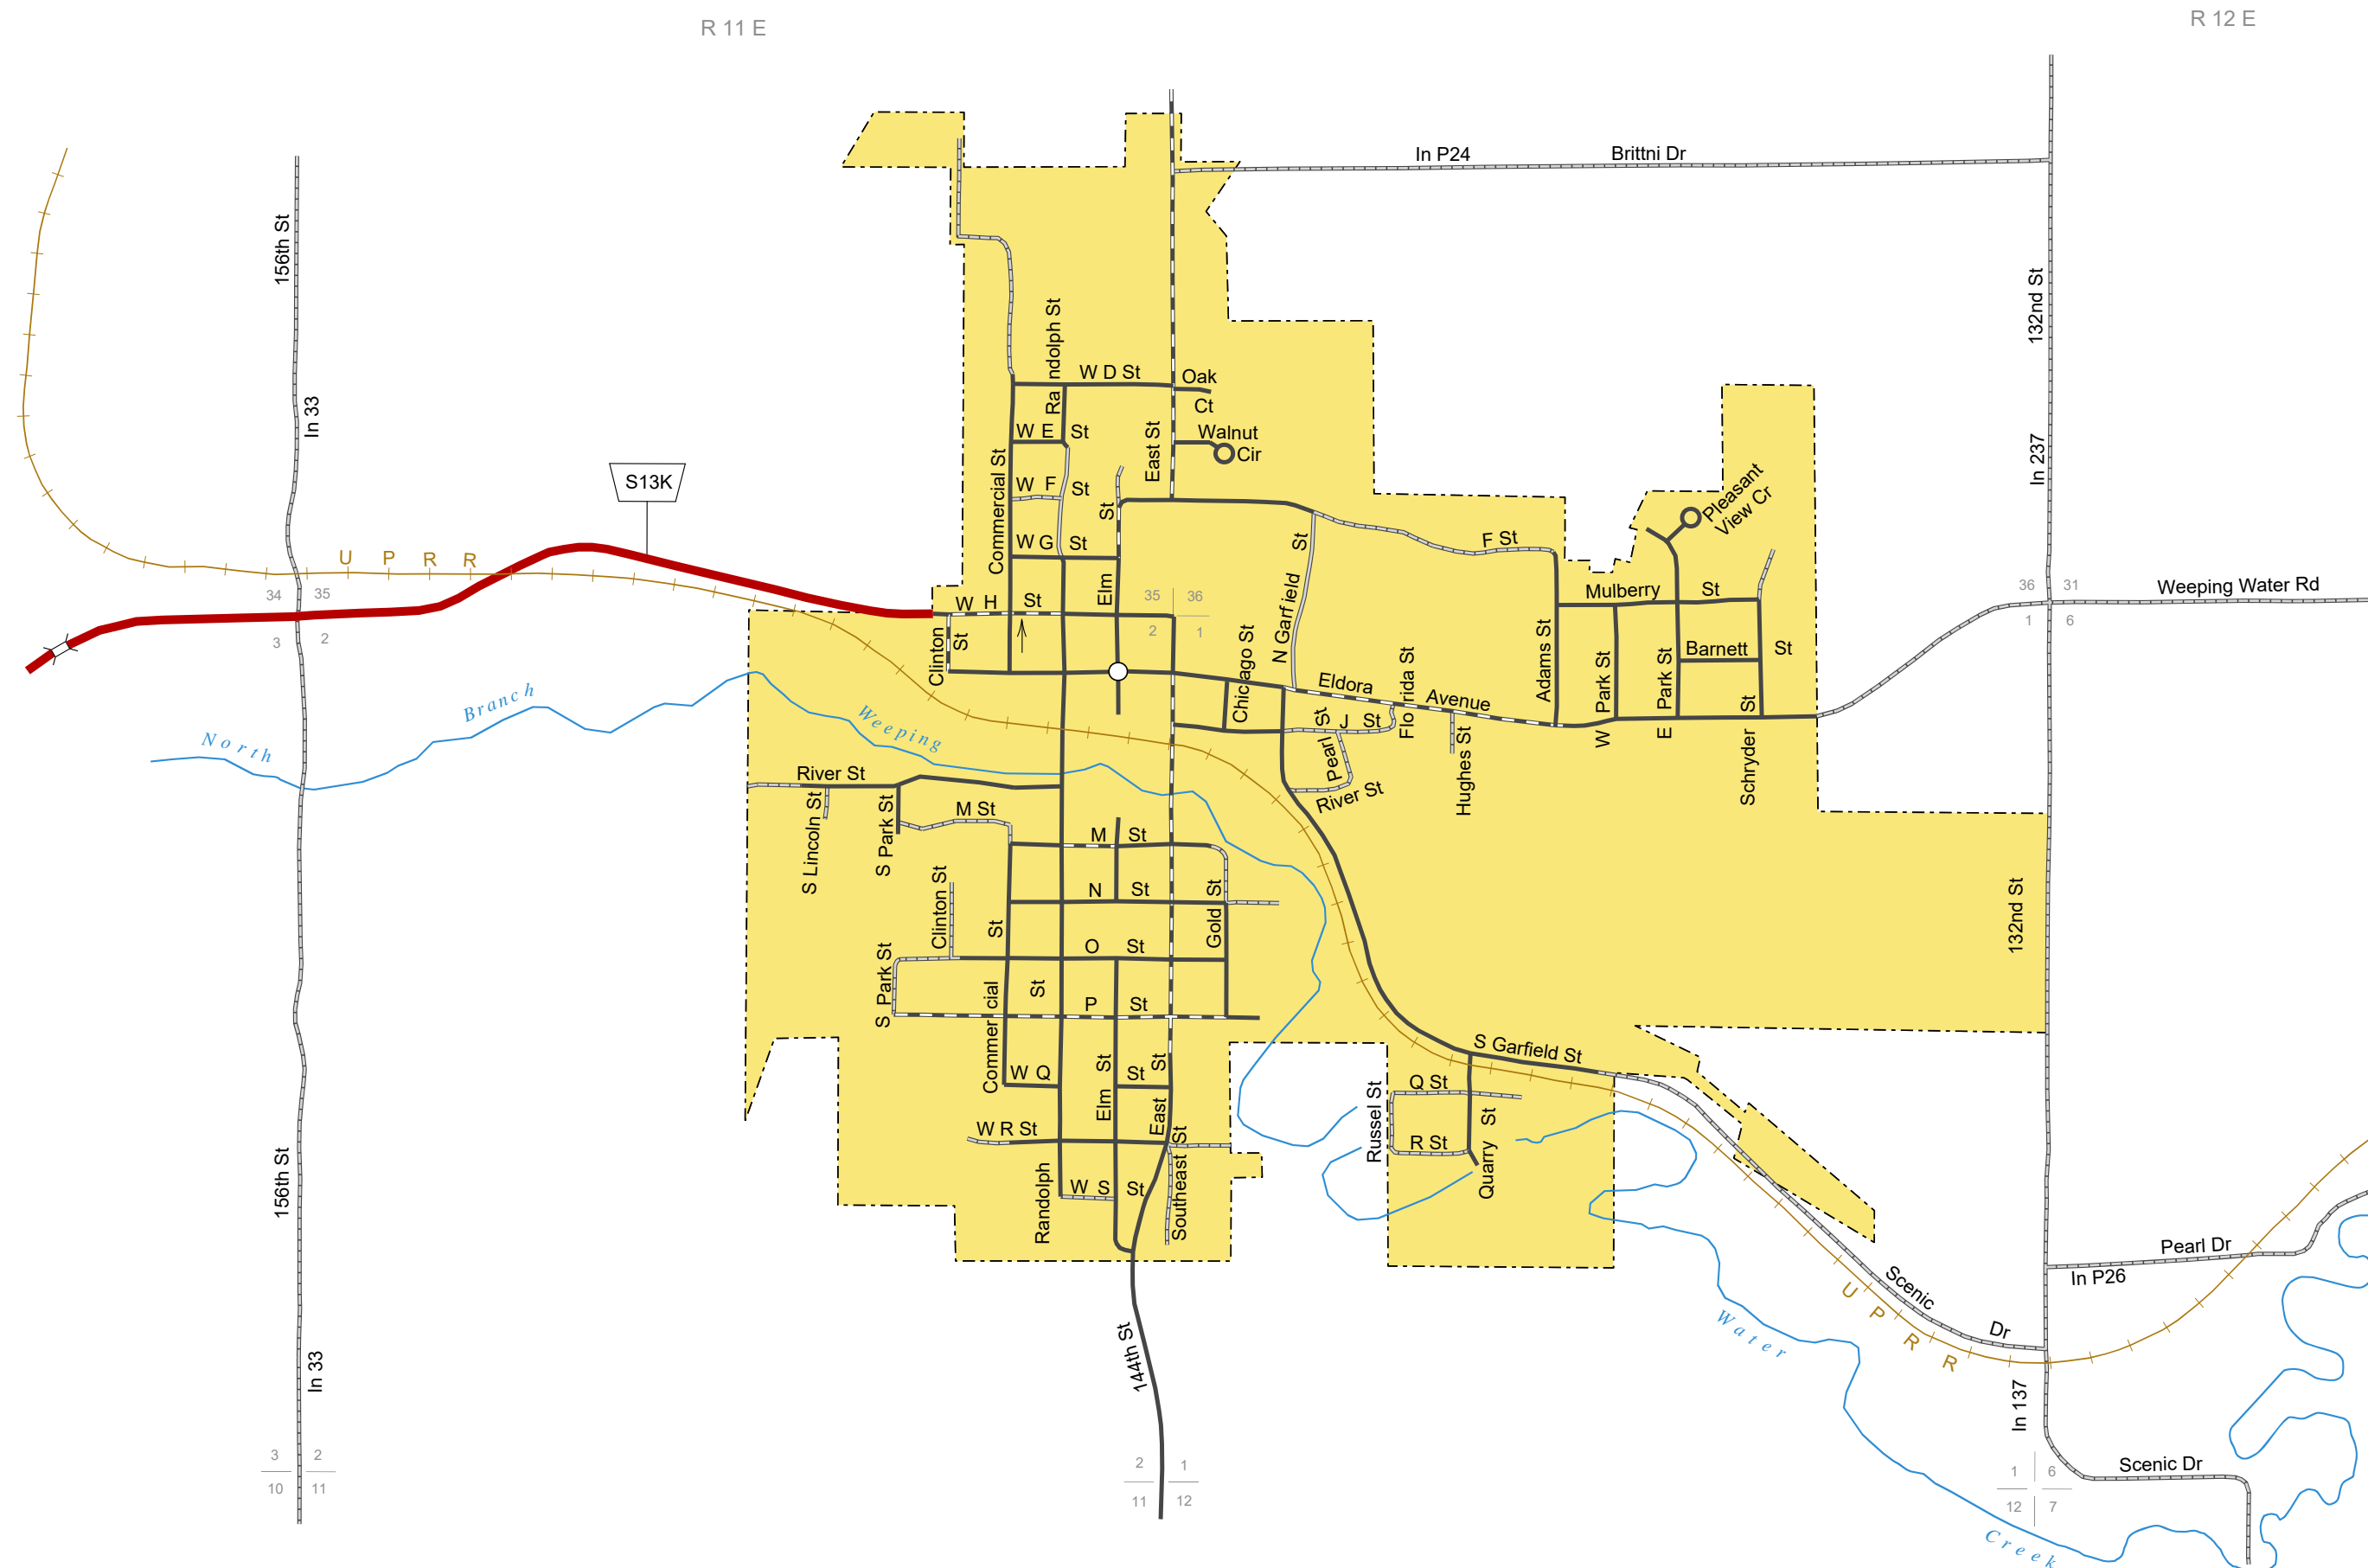 R 11 E
R 12 E
In P24
Brittni Dr
156th St
In 33
132nd St
In 237
Randolph St
W D St
Oak
Ct
W E St
Walnut
Cir
East St
Commercial St
W F St
S13K
Pleasant
View Cr
St
W G St
F St
N Garfield St
U P R R
34 35
3 2
Elm
35 36
2 1
Mulberry St
36 31
1 6
Weeping Water Rd
W H St
Clinton St
Chicago St
Adams St
W Park St
E Park St
Barnett St
Schryder St
Eldora Avenue
Florida St
J St
Pearl St
Hughes St
River St
North Branch
Weeping
River St
S Lincoln St
S Park St
M St
M St
Clinton St
N St
Gold St
132nd St
St
O St
S Park St
St
P St
Commercial
W Q St
Elm St
East St
S Garfield St
Q St
Russel St
R St
Quarry St
W R St
Randolph
W S St
Southeast St
156th St
In 33
144th St
Scenic Dr
U P R R
Water
Pearl Dr
In P26
In 137
Scenic Dr
Creek
3 2
10 11
2 1
11 12
1 6
12 7